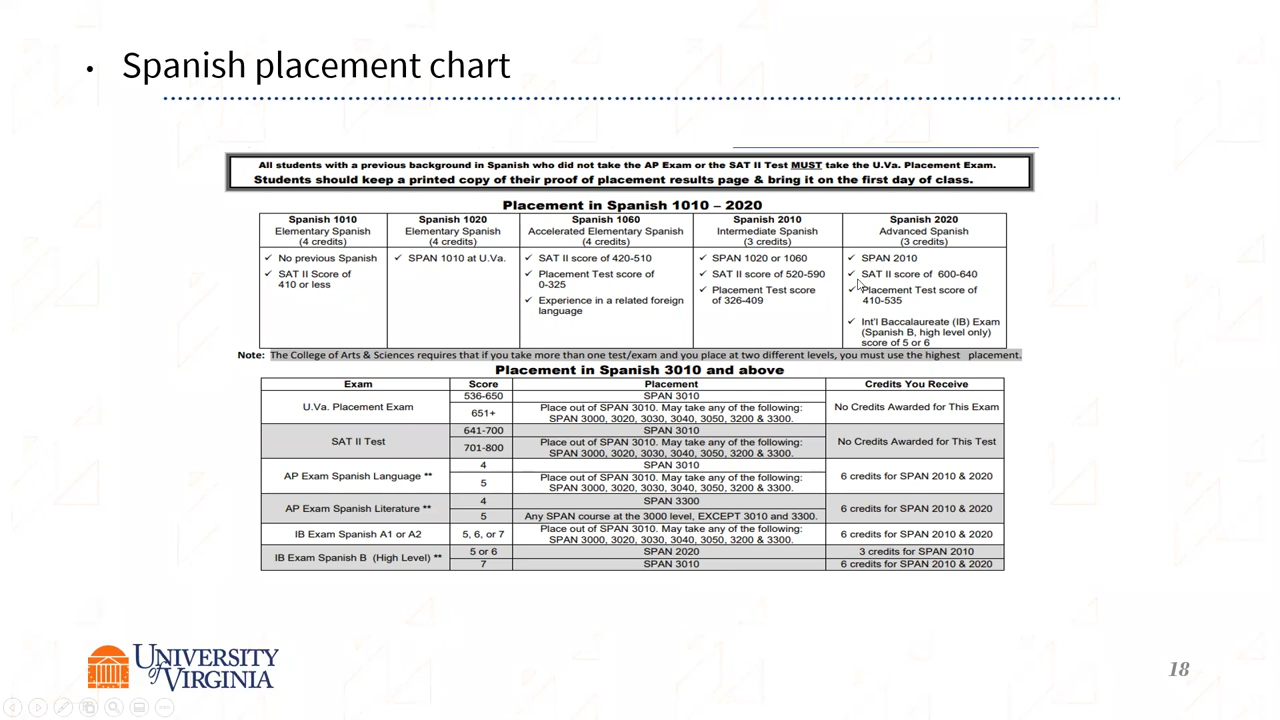 • Spanish placement chart
All students with a previous background in Spanish who did not take the AP Exam or the SAT II Test MUST take the U.Va. Placement Exam.
Students should keep a printed copy of their proof of placement results page & bring it on the first day of class.
Placement in Spanish 1010 – 2020
Spanish 1010
Elementary Spanish
(4 credits)
✓ No previous Spanish
✓ SAT II Score of
410 or less
Spanish 1020
Elementary Spanish
(4 credits)
✓ SPAN 1010 at U.Va.
Spanish 1060
Accelerated Elementary Spanish
(4 credits)
✓ SAT II score of 420-510
✓ Placement Test score of
0-325
✓ Experience in a related foreign
language
Spanish 2010
Intermediate Spanish
(3 credits)
✓ SPAN 1020 or 1060
✓ SAT II score of 520-590
✓ Placement Test score
of 326-409
Spanish 2020
Advanced Spanish
(3 credits)
✓ SPAN 2010
✓ SAT II score of 600-640
✓ Placement Test score of
410-535
✓ Int'l Baccalaureate (IB) Exam
(Spanish B, high level only)
score of 5 or 6
Note: The College of Arts & Sciences requires that if you take more than one test/exam and you place at two different levels, you must use the highest placement.
Placement in Spanish 3010 and above
Exam Score Placement Credits You Receive
U.Va. Placement Exam
536-650 SPAN 3010
651+ Place out of SPAN 3010. May take any of the following:
SPAN 3000, 3020, 3030, 3040, 3050, 3200 & 3300.
No Credits Awarded for This Exam
SAT II Test
641-700 SPAN 3010
701-800 Place out of SPAN 3010. May take any of the following:
SPAN 3000, 3020, 3030, 3040, 3050, 3200 & 3300.
No Credits Awarded for This Test
AP Exam Spanish Language **
4 SPAN 3010
5 Place out of SPAN 3010. May take any of the following:
SPAN 3000, 3020, 3030, 3040, 3050, 3200 & 3300.
6 credits for SPAN 2010 & 2020
AP Exam Spanish Literature **
4 SPAN 3300
5 Any SPAN course at the 3000 level, EXCEPT 3010 and 3300.
6 credits for SPAN 2010 & 2020
IB Exam Spanish A1 or A2 5, 6, or 7 Place out of SPAN 3010. May take any of the following:
SPAN 3000, 3020, 3030, 3040, 3050, 3200 & 3300.
6 credits for SPAN 2010 & 2020
IB Exam Spanish B (High Level) **
5 or 6 SPAN 2020 3 credits for SPAN 2010
7 SPAN 3010 6 credits for SPAN 2010 & 2020
UNIVERSITY
of VIRGINIA
18